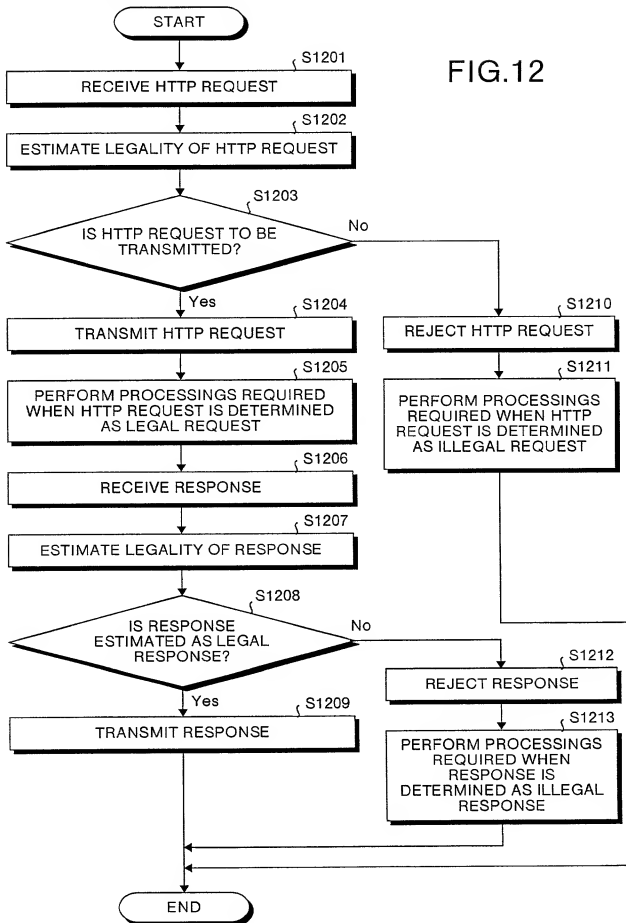 START
FIG.12
S1201
RECEIVE HTTP REQUEST
S1202
ESTIMATE LEGALITY OF HTTP REQUEST
S1203
IS HTTP REQUEST TO BE
TRANSMITTED?
No
Yes
S1204
TRANSMIT HTTP REQUEST
S1205
PERFORM PROCESSINGS REQUIRED
WHEN HTTP REQUEST IS DETERMINED
AS LEGAL REQUEST
S1206
RECEIVE RESPONSE
S1207
ESTIMATE LEGALITY OF RESPONSE
S1208
IS RESPONSE
ESTIMATED AS LEGAL
RESPONSE?
No
Yes
S1209
TRANSMIT RESPONSE
S1210
REJECT HTTP REQUEST
S1211
PERFORM PROCESSINGS
REQUIRED WHEN HTTP
REQUEST IS DETERMINED
AS ILLEGAL REQUEST
S1212
REJECT RESPONSE
S1213
PERFORM PROCESSINGS
REQUIRED WHEN
RESPONSE IS
DETERMINED AS ILLEGAL
RESPONSE
END